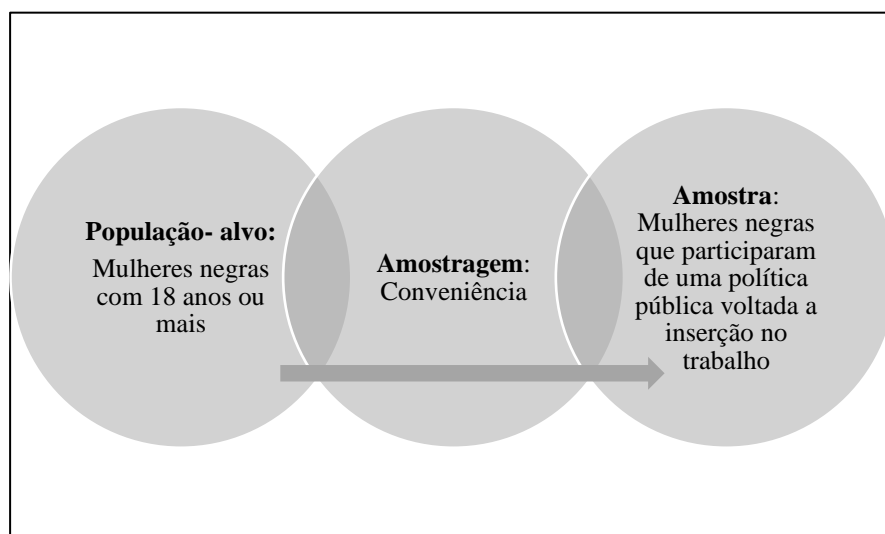 População- alvo:
Mulheres negras
com 18 anos ou
mais
Amostragem:
Conveniência
Amostra:
Mulheres negras
que participaram
de uma política
pública voltada a
inserção no
trabalho